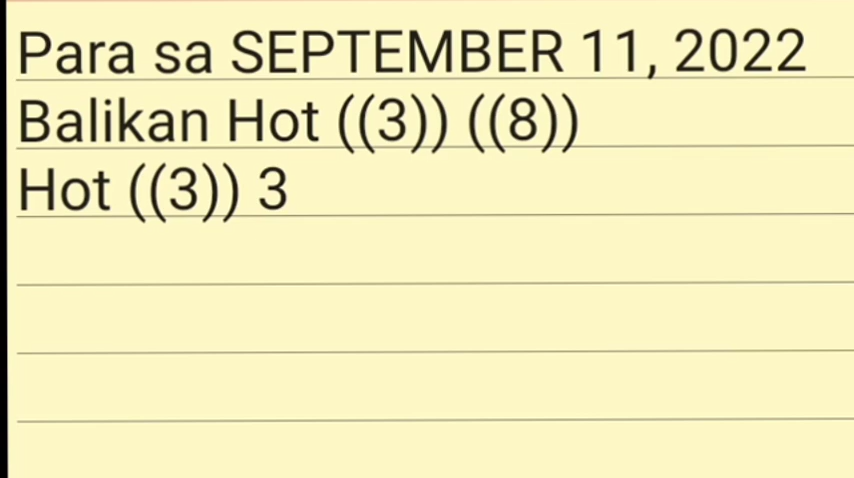 Para sa SEPTEMBER 11, 2022
Balikan Hot ((3)) ((8))
Hot ((3)) 3